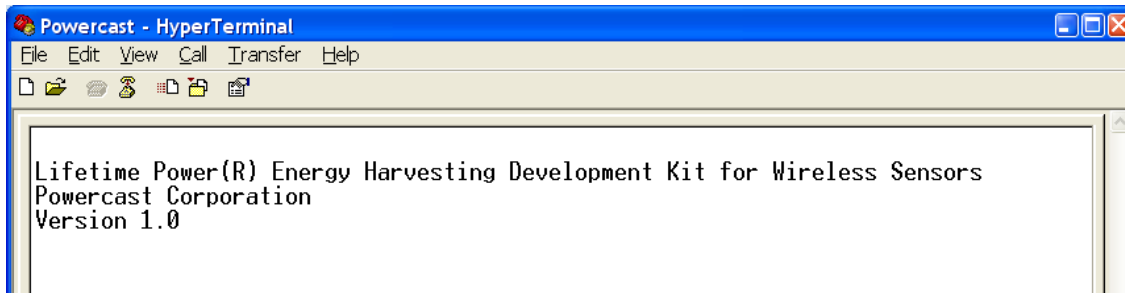 Powercast - HyperTerminal
File Edit View Call Transfer Help
Lifetime Power(R) Energy Harvesting Development Kit for Wireless Sensors
Powercast Corporation
Version 1.0